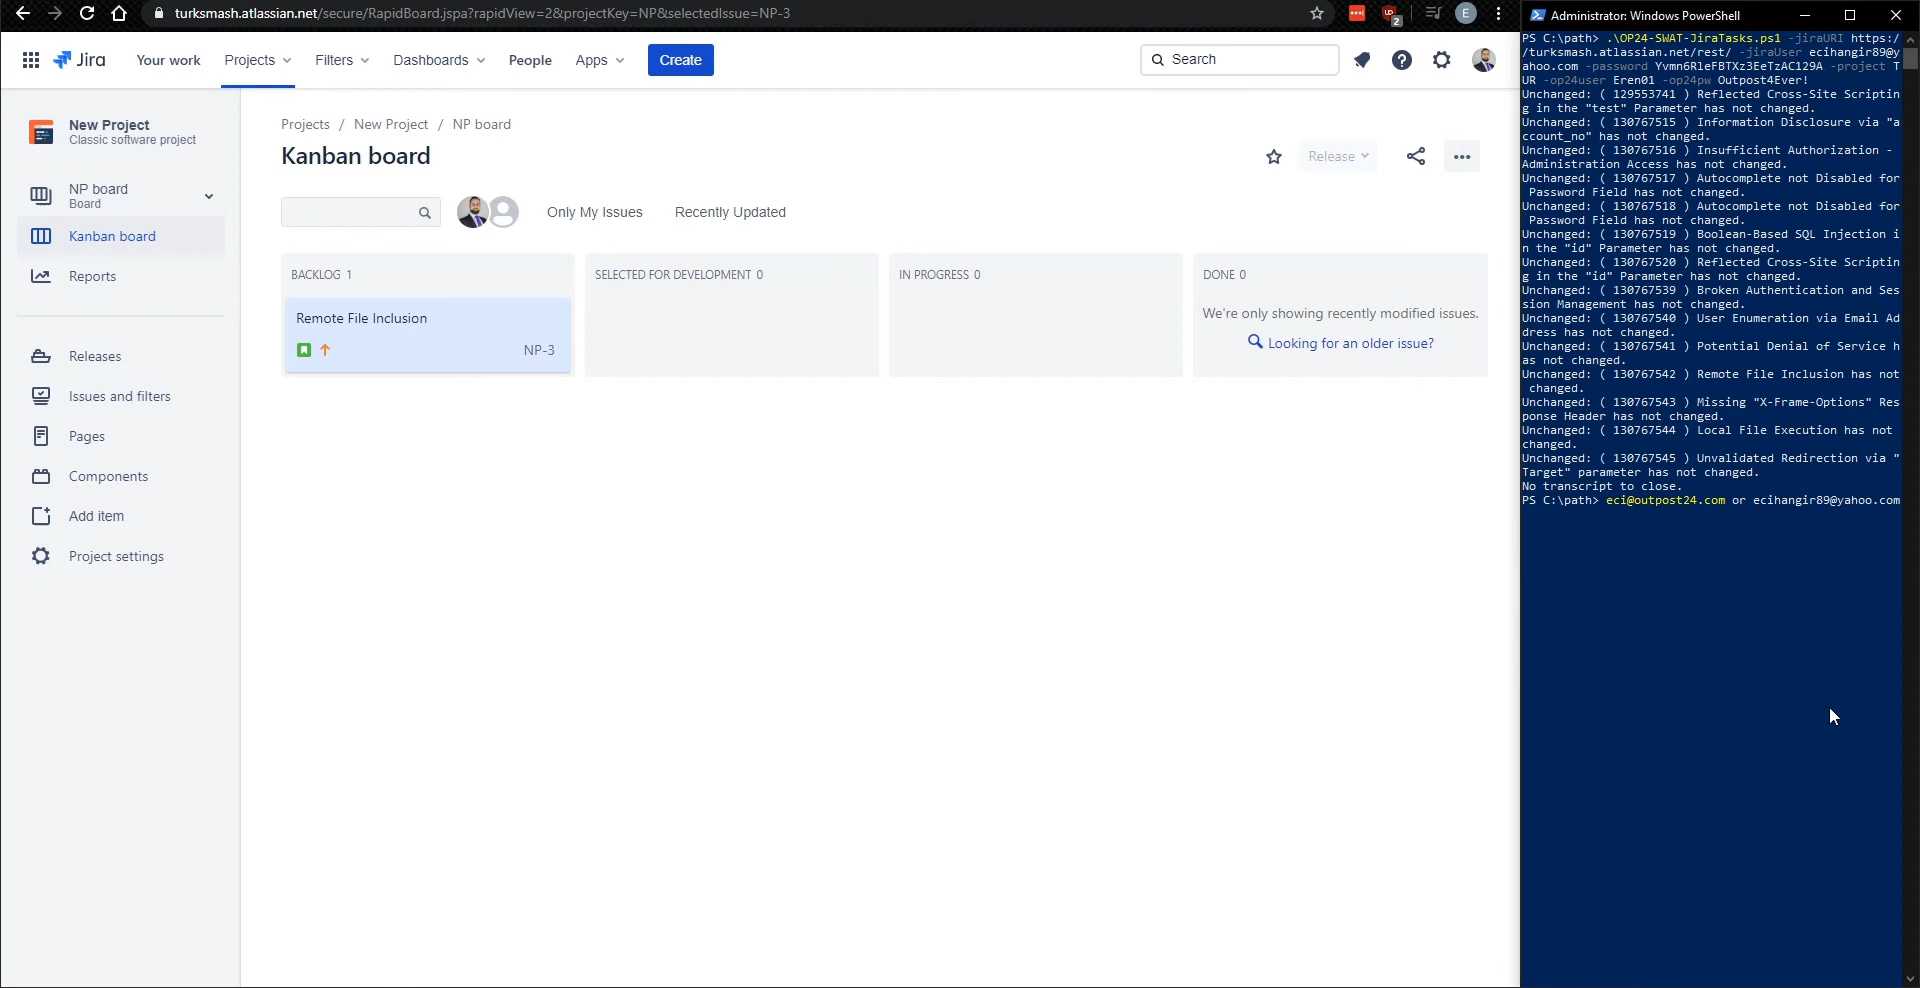 turksmash.atlassian.net/secure/RapidBoard.jspa?rapidView=2&projectKey=NP&selectedIssue=NP-3
2
E
Jira
Your work
Projects
Filters
Dashboards
People
Apps
Create
Search
New Project
Classic software project
NP board
Board
Kanban board
Reports
Releases
Issues and filters
Pages
Components
Add item
Project settings
Projects / New Project / NP board
Kanban board
Release
Only My Issues
Recently Updated
BACKLOG 1
Remote File Inclusion
NP-3
SELECTED FOR DEVELOPMENT 0
IN PROGRESS 0
DONE 0
We're only showing recently modified issues.
Looking for an older issue?
Administrator: Windows PowerShell
PS C:\path> .\OP24-SWAT-JiraTasks.ps1 -jiraURI https:/
/turksmash.atlassian.net/rest/ -jiraUser ecihangir89@y
ahoo.com -password Yvmn6RleFBTXz3EeTzAC129A -project T
UR -op24user Eren01 -op24pw Outpost4Ever!
Unchanged: ( 129553741 ) Reflected Cross-Site Scriptin
g in the "test" Parameter has not changed.
Unchanged: ( 130767515 ) Information Disclosure via "a
ccount_no" has not changed.
Unchanged: ( 130767516 ) Insufficient Authorization -
Administration Access has not changed.
Unchanged: ( 130767517 ) Autocomplete not Disabled for
Password Field has not changed.
Unchanged: ( 130767518 ) Autocomplete not Disabled for
Password Field has not changed.
Unchanged: ( 130767519 ) Boolean-Based SQL Injection i
n the "id" Parameter has not changed.
Unchanged: ( 130767520 ) Reflected Cross-Site Scriptin
g in the "id" Parameter has not changed.
Unchanged: ( 130767539 ) Broken Authentication and Ses
sion Management has not changed.
Unchanged: ( 130767540 ) User Enumeration via Email Ad
dress has not changed.
Unchanged: ( 130767541 ) Potential Denial of Service h
as not changed.
Unchanged: ( 130767542 ) Remote File Inclusion has not
changed.
Unchanged: ( 130767543 ) Missing "X-Frame-Options" Res
ponse Header has not changed.
Unchanged: ( 130767544 ) Local File Execution has not
changed.
Unchanged: ( 130767545 ) Unvalidated Redirection via "
Target" parameter has not changed.
No transcript to close.
PS C:\path> eci@outpost24.com or ecihangir89@yahoo.com